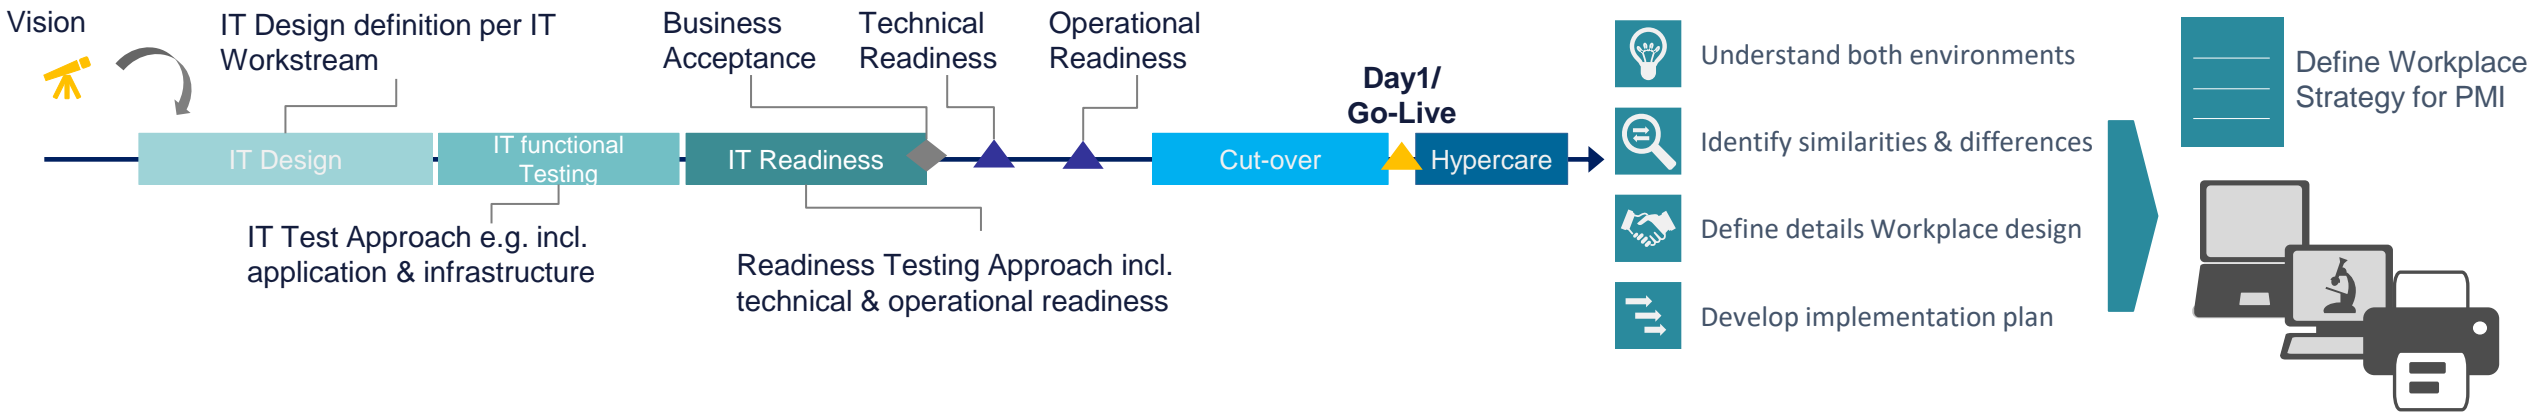 Vision
IT Design definition per IT
Workstream
Business
Acceptance
Technical
Readiness
Operational
Readiness
Day1/
Go-Live
IT Design
IT functional
Testing
IT Readiness
Cut-over
Hypercare
IT Test Approach e.g. incl.
application & infrastructure
Readiness Testing Approach incl.
technical & operational readiness
Understand both environments
Identify similarities & differences
Define details Workplace design
Develop implementation plan
Define Workplace
Strategy for PMI